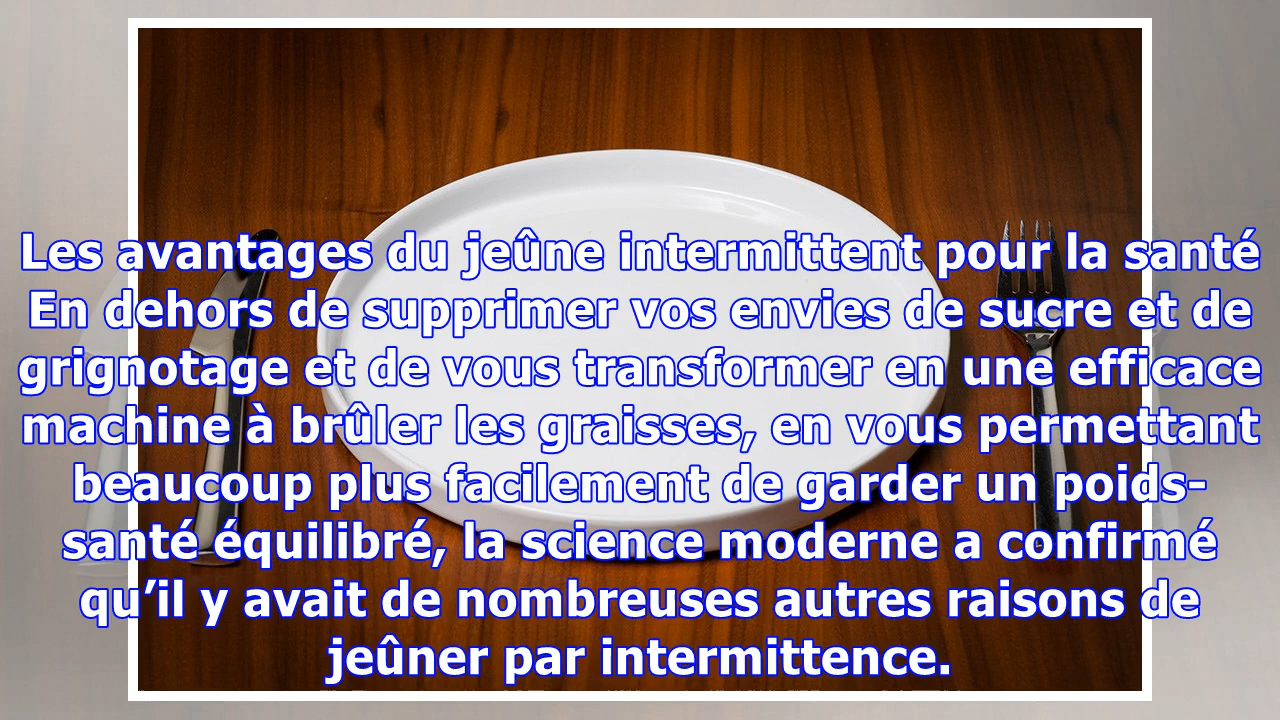 Les avantages du jeûne intermittent pour la santé
En dehors de supprimer vos envies de sucre et de
grignotage et de vous transformer en une efficace
machine à brûler les graisses, en vous permettant
beaucoup plus facilement de garder un poids-
santé équilibré, la science moderne a confirmé
qu’il y avait de nombreuses autres raisons de
jeûner par intermittence.